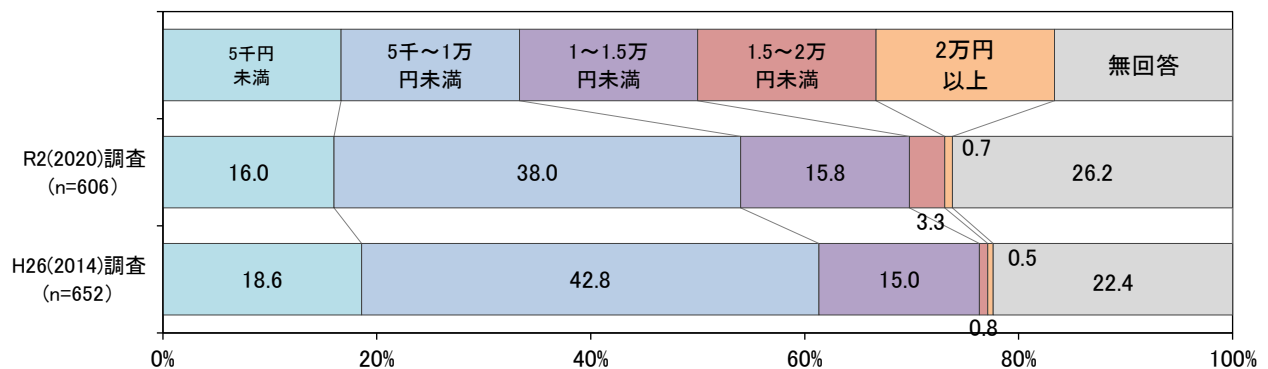 5千円
未満
5千～1万
円未満
1～1.5万
円未満
1.5～2万
円未満
2万円
以上
無回答
R2(2020)調査
(n=606)
16.0
38.0
15.8
3.3
0.7
26.2
H26(2014)調査
(n=652)
18.6
42.8
15.0
0.8
0.5
22.4
0%
20%
40%
60%
80%
100%